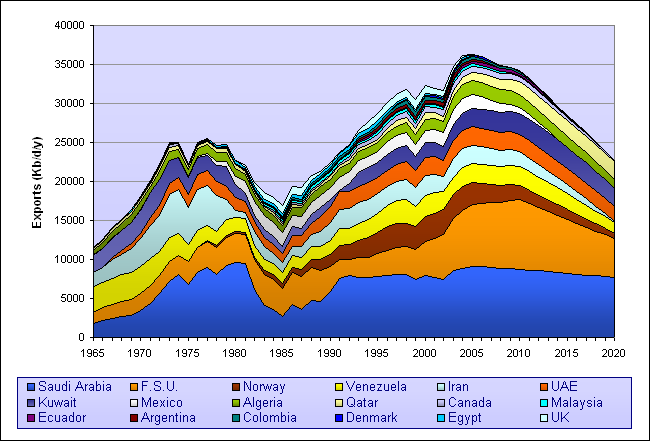 40000
35000
30000
25000
20000
15000
10000
5000
0
Exports (Kb/dy)
1965 1970 1975 1980 1985 1990 1995 2000 2005 2010 2015 2020
Saudi Arabia F.S.U. Norway Venezuela Iran UAE
Kuwait Mexico Algeria Qatar Canada Malaysia
Ecuador Argentina Colombia Denmark Egypt UK